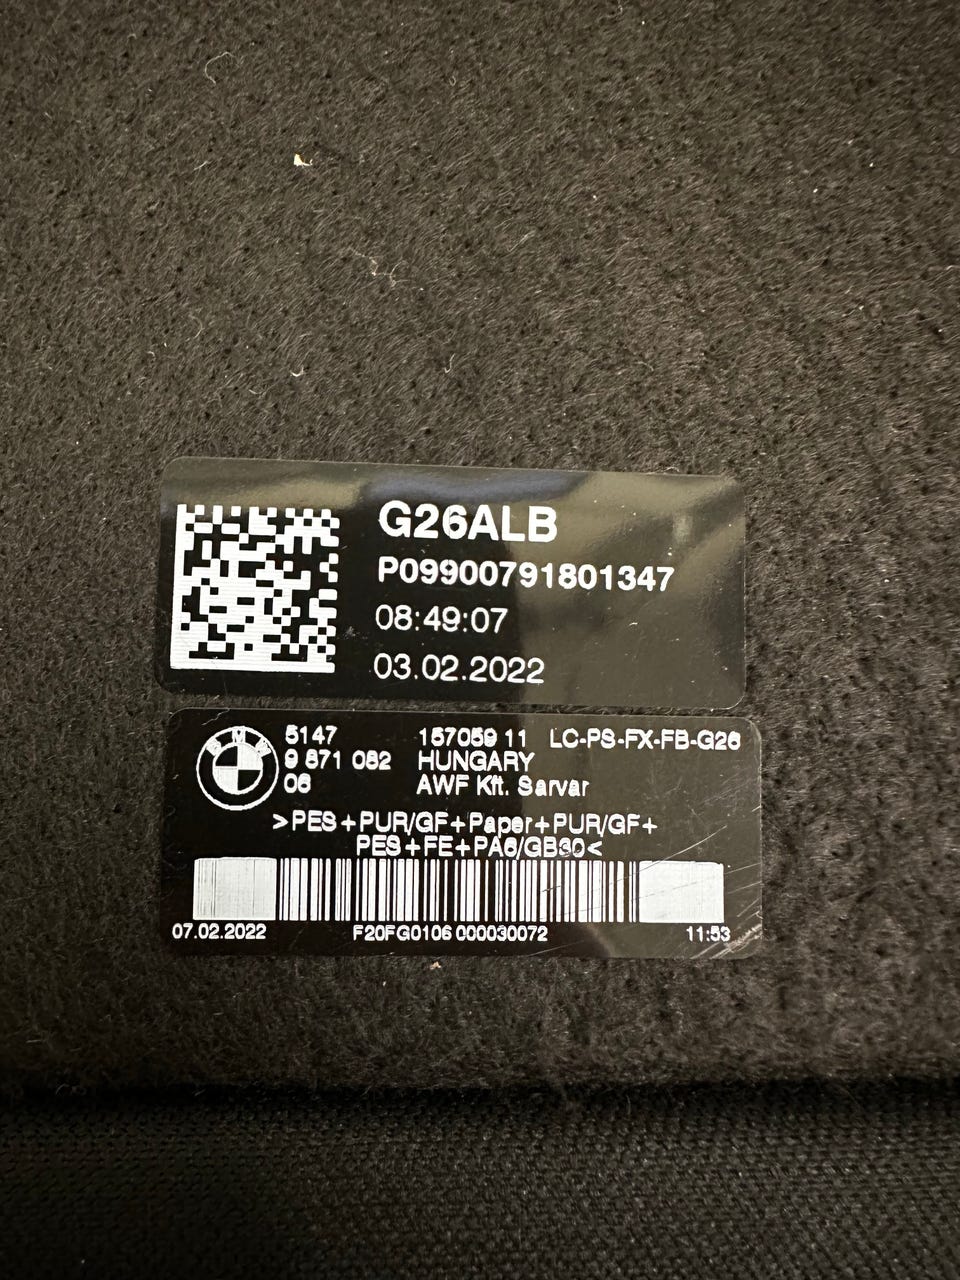 G26ALB
P09900791801347
08:49:07
03.02.2022
BMW
5147 157059 11 LC-PS-FX-FB-G26
9 871 082 HUNGARY
06 AWF Kft. Sarvar
>PES+PUR/GF+Paper+PUR/GF+
PES+FE+PA6/GB30<
07.02.2022 F20FG0106 000030072 11:53